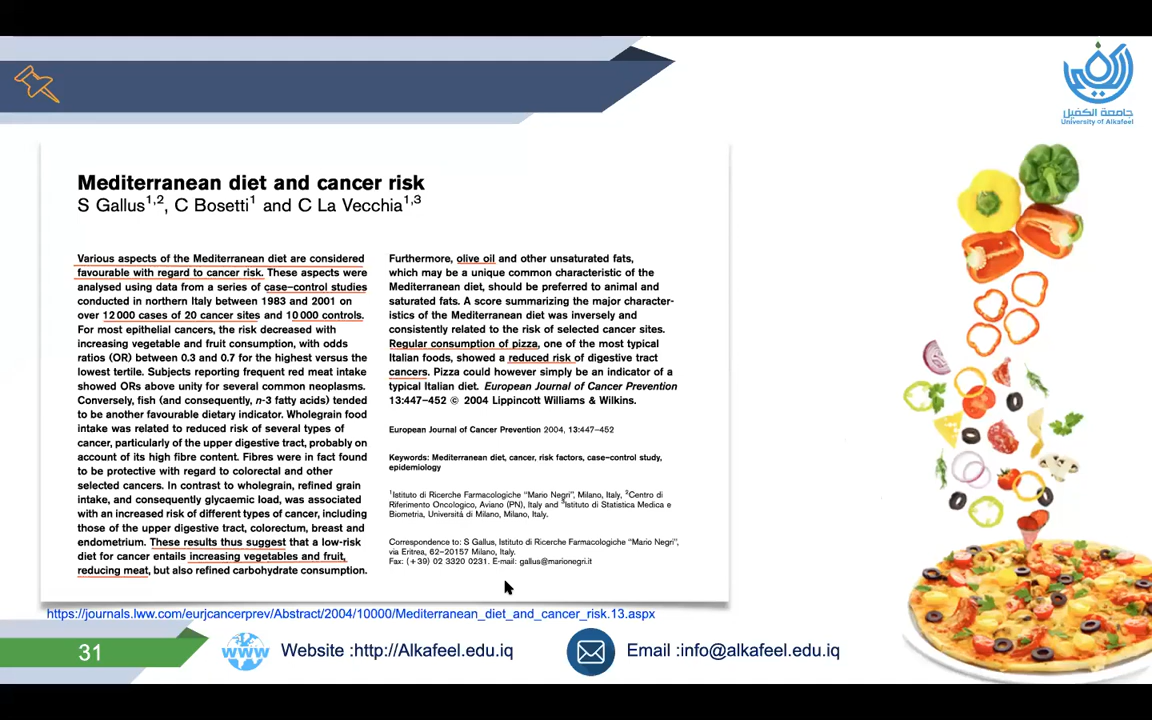 جامعة الكفيل
University of Alkafeel
Mediterranean diet and cancer risk
S Gallus1,2, C Bosetti1 and C La Vecchia1,3
Various aspects of the Mediterranean diet are considered
favourable with regard to cancer risk. These aspects were
analysed using data from a series of case–control studies
conducted in northern Italy between 1983 and 2001 on
over 12 000 cases of 20 cancer sites and 10 000 controls.
For most epithelial cancers, the risk decreased with
increasing vegetable and fruit consumption, with odds
ratios (OR) between 0.3 and 0.7 for the highest versus the
lowest tertile. Subjects reporting frequent red meat intake
showed ORs above unity for several common neoplasms.
Conversely, fish (and consequently, n-3 fatty acids) tended
to be another favourable dietary indicator. Wholegrain food
intake was related to reduced risk of several types of
cancer, particularly of the upper digestive tract, probably on
account of its high fibre content. Fibres were in fact found
to be protective with regard to colorectal and other
selected cancers. In contrast to wholegrain, refined grain
intake, and consequently glycaemic load, was associated
with an increased risk of different types of cancer, including
those of the upper digestive tract, colorectum, breast and
endometrium. These results thus suggest that a low-risk
diet for cancer entails increasing vegetables and fruit,
reducing meat, but also refined carbohydrate consumption.
Furthermore, olive oil and other unsaturated fats,
which may be a unique common characteristic of the
Mediterranean diet, should be preferred to animal and
saturated fats. A score summarizing the major character-
istics of the Mediterranean diet was inversely and
consistently related to the risk of selected cancer sites.
Regular consumption of pizza, one of the most typical
Italian foods, showed a reduced risk of digestive tract
cancers. Pizza could however simply be an indicator of a
typical Italian diet. European Journal of Cancer Prevention
13:447–452 © 2004 Lippincott Williams & Wilkins.
European Journal of Cancer Prevention 2004, 13:447–452
Keywords: Mediterranean diet, cancer, risk factors, case–control study,
epidemiology
1Istituto di Ricerche Farmacologiche "Mario Negri", Milano, Italy, 2Centro di
Riferimento Oncologico, Aviano (PN), Italy and 3Istituto di Statistica Medica e
Biometria, Università di Milano, Milano, Italy.
Correspondence to: S Gallus, Istituto di Ricerche Farmacologiche "Mario Negri",
via Eritrea, 62–20157 Milano, Italy.
Fax: (+39) 02 3320 0231. E-mail: gallus@marionegri.it
https://journals.lww.com/eurjcancerprev/Abstract/2004/10000/Mediterranean_diet_and_cancer_risk.13.aspx
31
www
Website :http://Alkafeel.edu.iq
Email :info@alkafeel.edu.iq